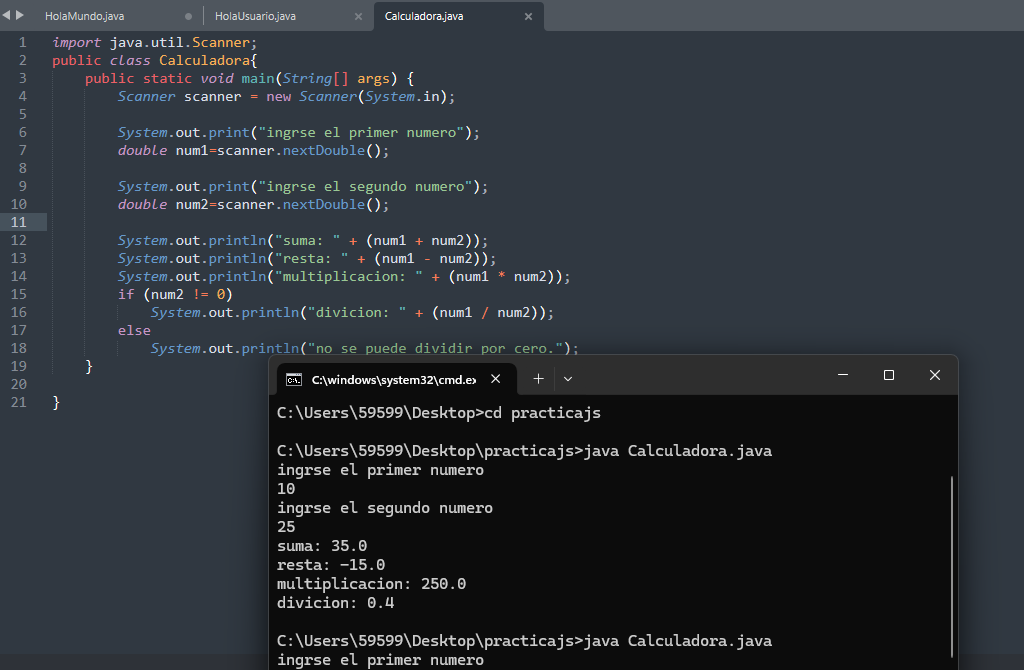 HolaMundo.java HolaUsuario.java Calculadora.java
1 import java.util.Scanner;
2 public class Calculadora{
3 public static void main(String[] args) {
4 Scanner scanner = new Scanner(System.in);
5
6 System.out.print("ingrse el primer numero");
7 double num1=scanner.nextDouble();
8
9 System.out.print("ingrse el segundo numero");
10 double num2=scanner.nextDouble();
11
12 System.out.println("suma: " + (num1 + num2));
13 System.out.println("resta: " + (num1 - num2));
14 System.out.println("multiplicacion: " + (num1 * num2));
15 if (num2 != 0)
16 System.out.println("divicion: " + (num1 / num2));
17 else
18 System.out.println("no se puede dividir por cero.");
19 }
20
21 }
C:\windows\system32\cmd.ex
C:\Users\59599\Desktop>cd practicajs
C:\Users\59599\Desktop\practicajs>java Calculadora.java
ingrse el primer numero
10
ingrse el segundo numero
25
suma: 35.0
resta: -15.0
multiplicacion: 250.0
divicion: 0.4
C:\Users\59599\Desktop\practicajs>java Calculadora.java
ingrse el primer numero